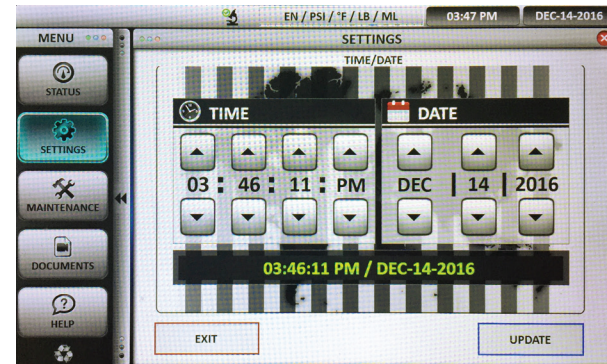 EN / PSI / °F / LB / ML 03:47 PM DEC-14-2016
MENU
SETTINGS
TIME/DATE
STATUS
SETTINGS
MAINTENANCE
DOCUMENTS
HELP
TIME
DATE
03 : 46 : 11 : PM
DEC | 14 | 2016
03:46:11 PM / DEC-14-2016
EXIT
UPDATE